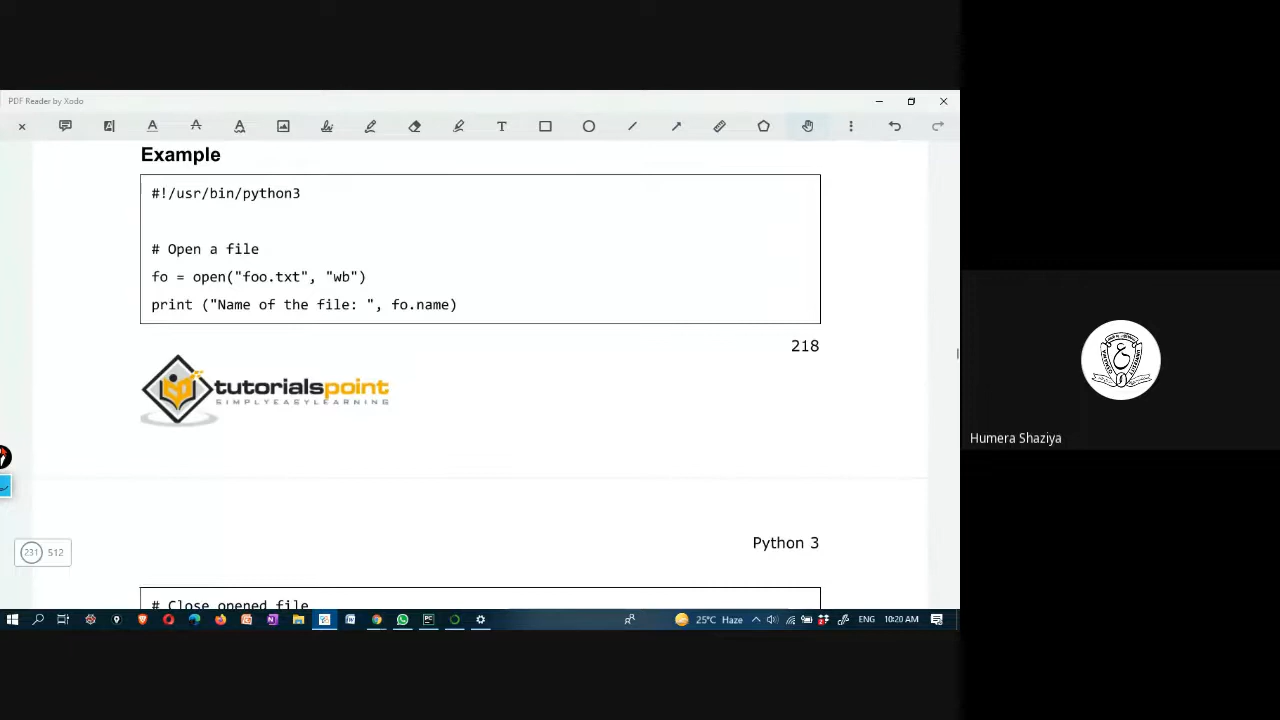 PDF Reader by Xodo
Example
#!/usr/bin/python3
# Open a file
fo = open("foo.txt", "wb")
print ("Name of the file: ", fo.name)
218
tutorialspoint
SIMPLYEASYLEARNING
Humera Shaziya
Python 3
231 512
# Close opened file
25°C Haze
ENG
10:20 AM